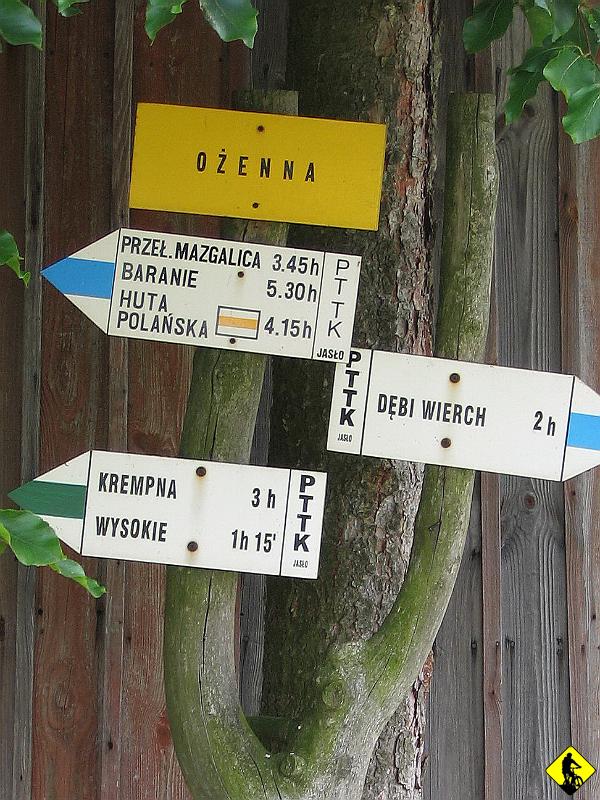 OŻENNA
PRZEŁ.MAZGALICA 3.45h
BARANIE 5.30h
HUTA
POLAŃSKA 4.15h
PTTK
JASŁO
DĘBI WIERCH 2h
PTTK
JASŁO
KREMPNA 3h
WYSOKIE 1h 15'
PTTK
JASŁO